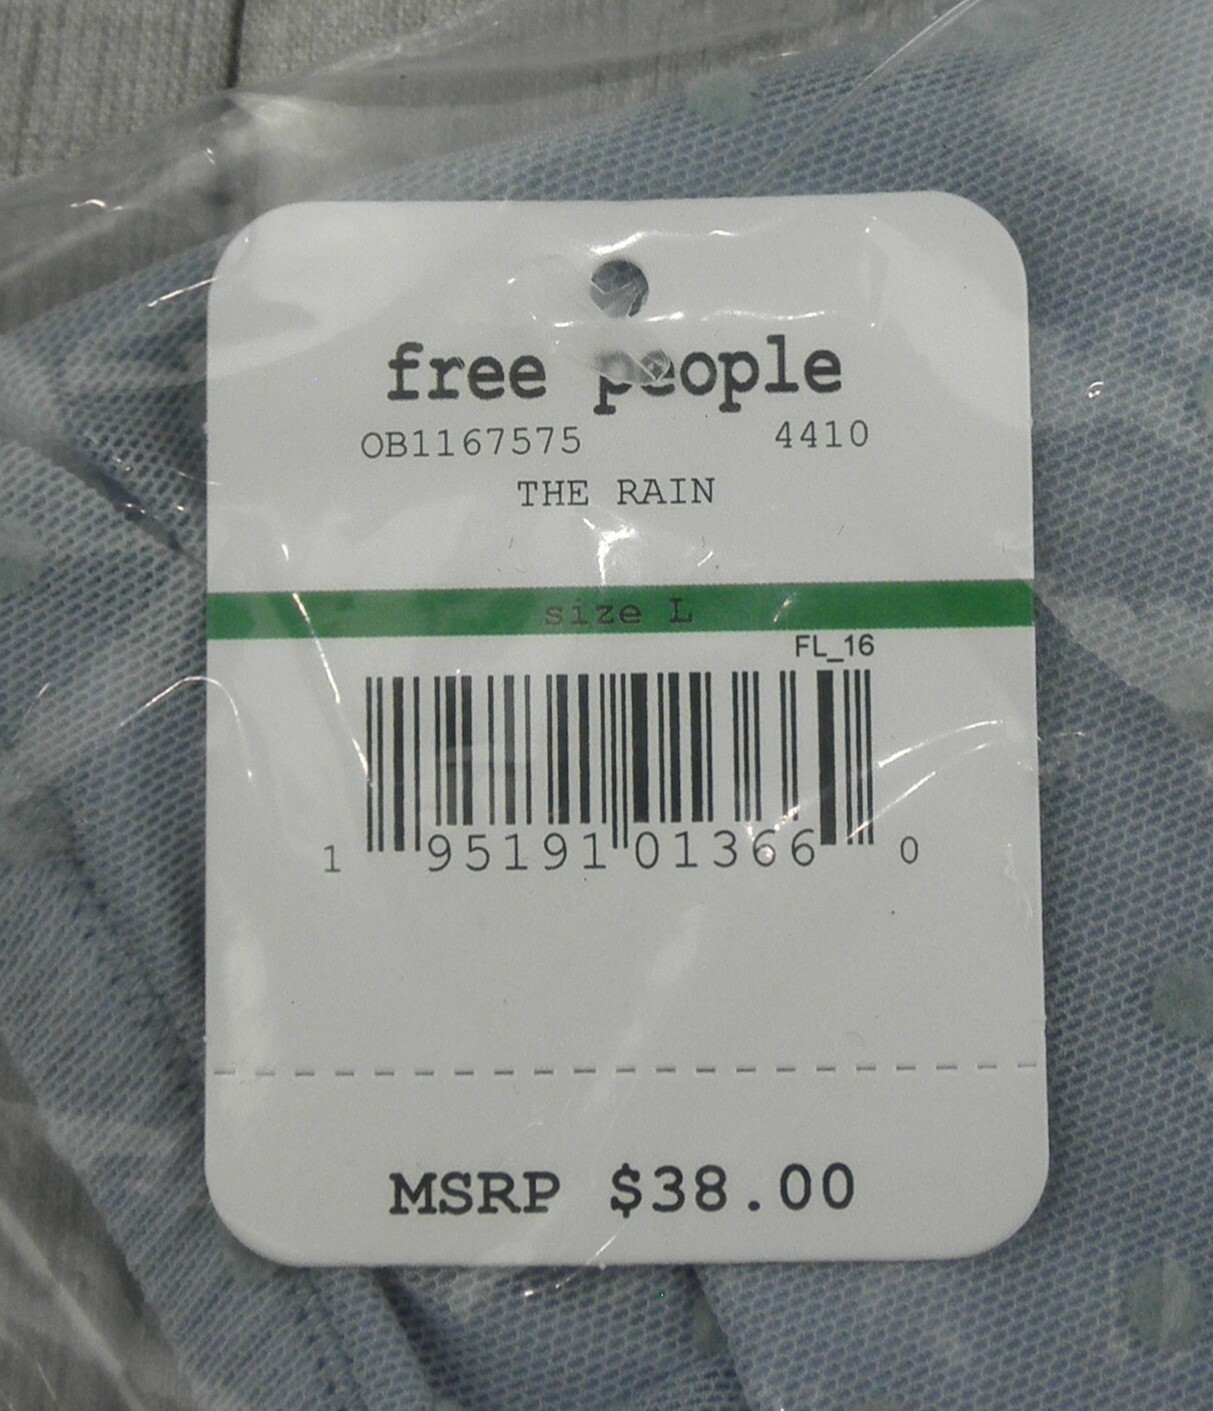 free people
OB1167575 4410
THE RAIN
size L
FL_16
1 95191 01366 0
MSRP $38.00